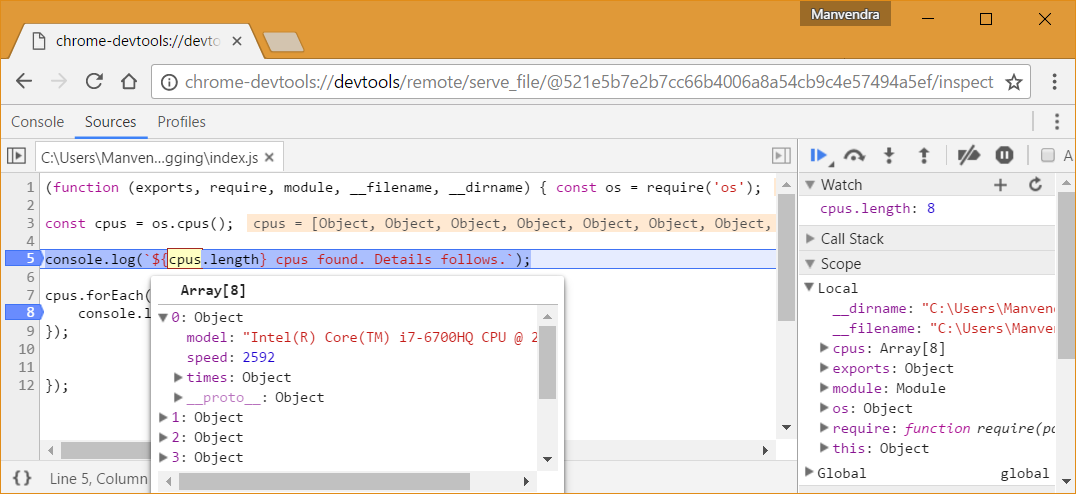 Manvendra
chrome-devtools://devto
chrome-devtools://devtools/remote/serve_file/@521e5b7e2b7cc66b4006a8a54cb9c4e57494a5ef/inspect
Console Sources Profiles
C:\Users\Manven...gging\index.js
A
1 (function (exports, require, module, __filename, __dirname) { const os = require('os');
2
3 const cpus = os.cpus(); cpus = [Object, Object, Object, Object, Object, Object, Object,
4
5 console.log(`${cpus.length} cpus found. Details follows.`);
6
7 cpus.forEach(
8 console.l
9 });
10
11
12 });
Array[8]
0: Object
model: "Intel(R) Core(TM) i7-6700HQ CPU @ 2
speed: 2592
times: Object
__proto__: Object
1: Object
2: Object
3: Object
{} Line 5, Column
Watch
cpus.length: 8
Call Stack
Scope
Local
__dirname: "C:\Users\Manvend
__filename: "C:\Users\Manven
cpus: Array[8]
exports: Object
module: Module
os: Object
require: function require(pa
this: Object
Global global